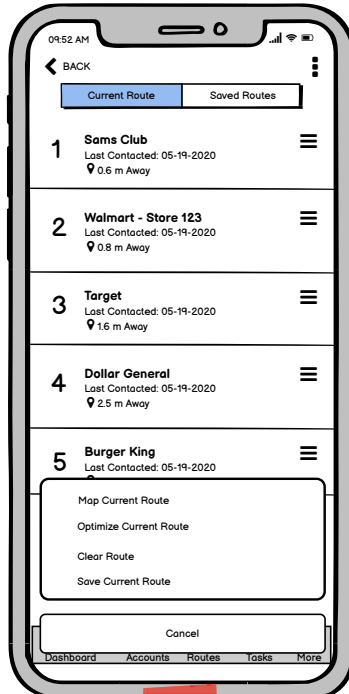 09:52 AM
BACK
Current Route Saved Routes
1
Sams Club
Last Contacted: 05-19-2020
0.6 m Away
2
Walmart - Store 123
Last Contacted: 05-19-2020
0.8 m Away
3
Target
Last Contacted: 05-19-2020
1.6 m Away
4
Dollar General
Last Contacted: 05-19-2020
2.5 m Away
5
Burger King
Last Contacted: 05-19-2020
Map Current Route
Optimize Current Route
Clear Route
Save Current Route
Cancel
Dashboard Accounts Routes Tasks More